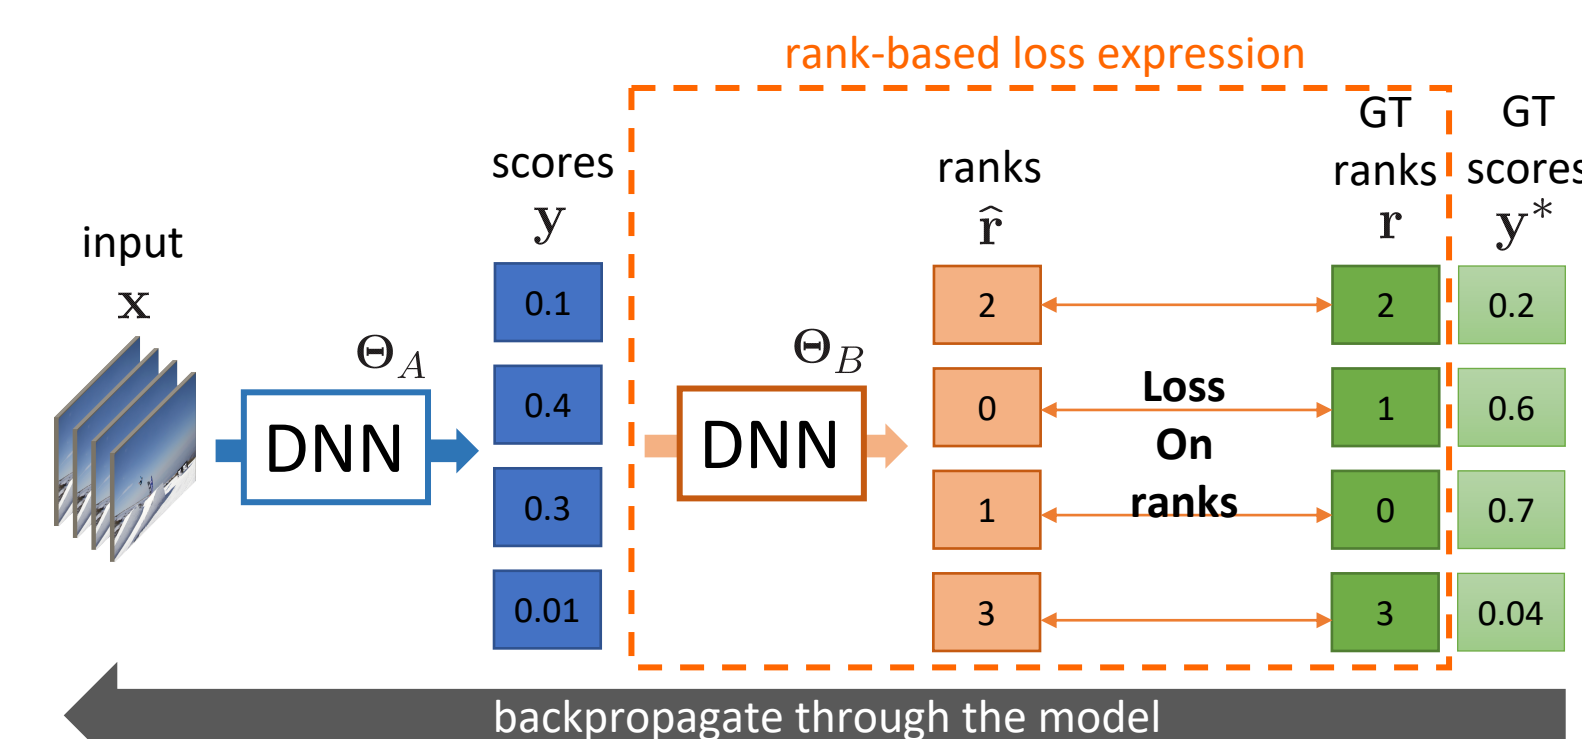 rank-based loss expression
input
x
Θ_A
DNN
scores
y
0.1
0.4
0.3
0.01
Θ_B
DNN
ranks
r̂
2
0
1
3
Loss
On
ranks
GT
ranks
r
2
1
0
3
GT
scores
y*
0.2
0.6
0.7
0.04
backpropagate through the model